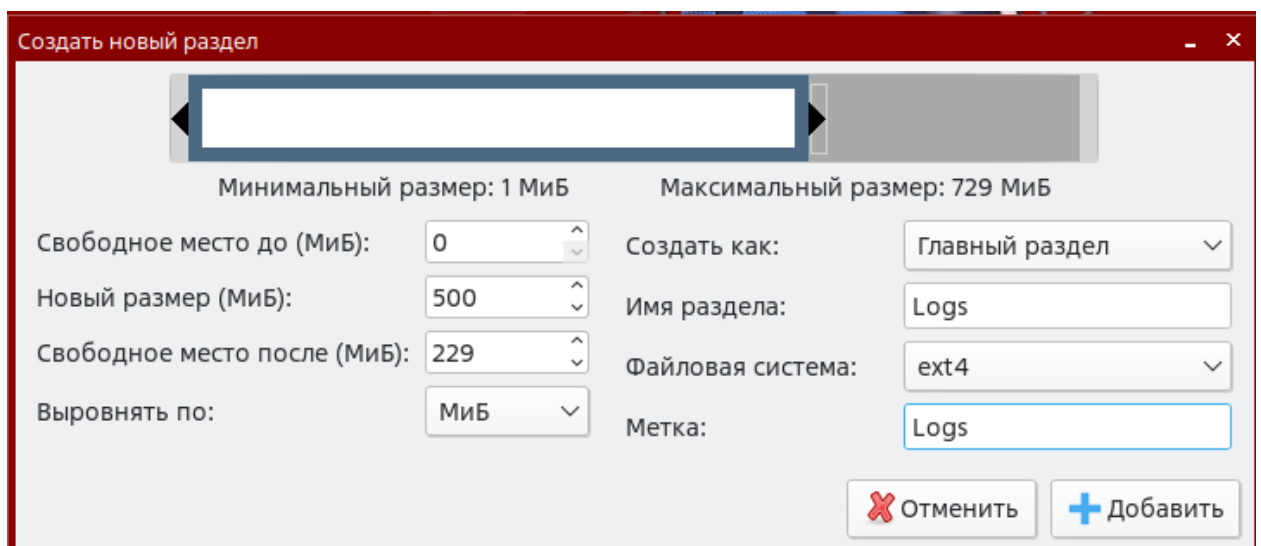 Создать новый раздел
Минимальный размер: 1 МиБ Максимальный размер: 729 МиБ
Свободное место до (МиБ): 0 Создать как: Главный раздел
Новый размер (МиБ): 500 Имя раздела: Logs
Свободное место после (МиБ): 229 Файловая система: ext4
Выровнять по: МиБ Метка: Logs
Отменить Добавить